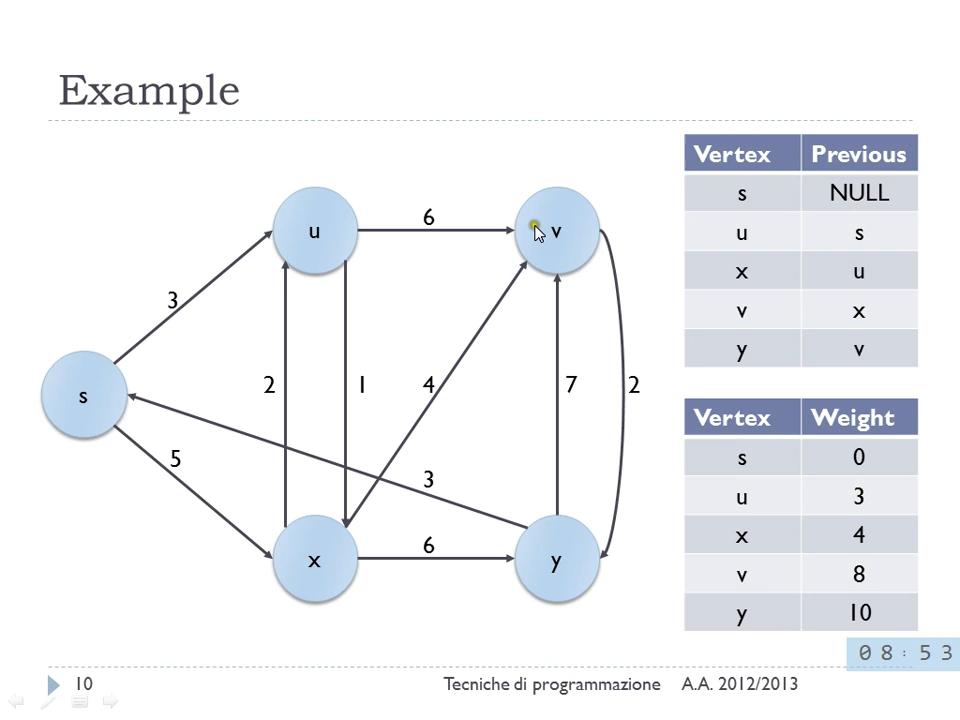 Example
Vertex Previous
s NULL
u s
x u
v x
y v
u
6
v
3
s
2
1
4
7
2
5
3
x
6
y
Vertex Weight
s 0
u 3
x 4
v 8
y 10
08:53
10
Tecniche di programmazione A.A. 2012/2013